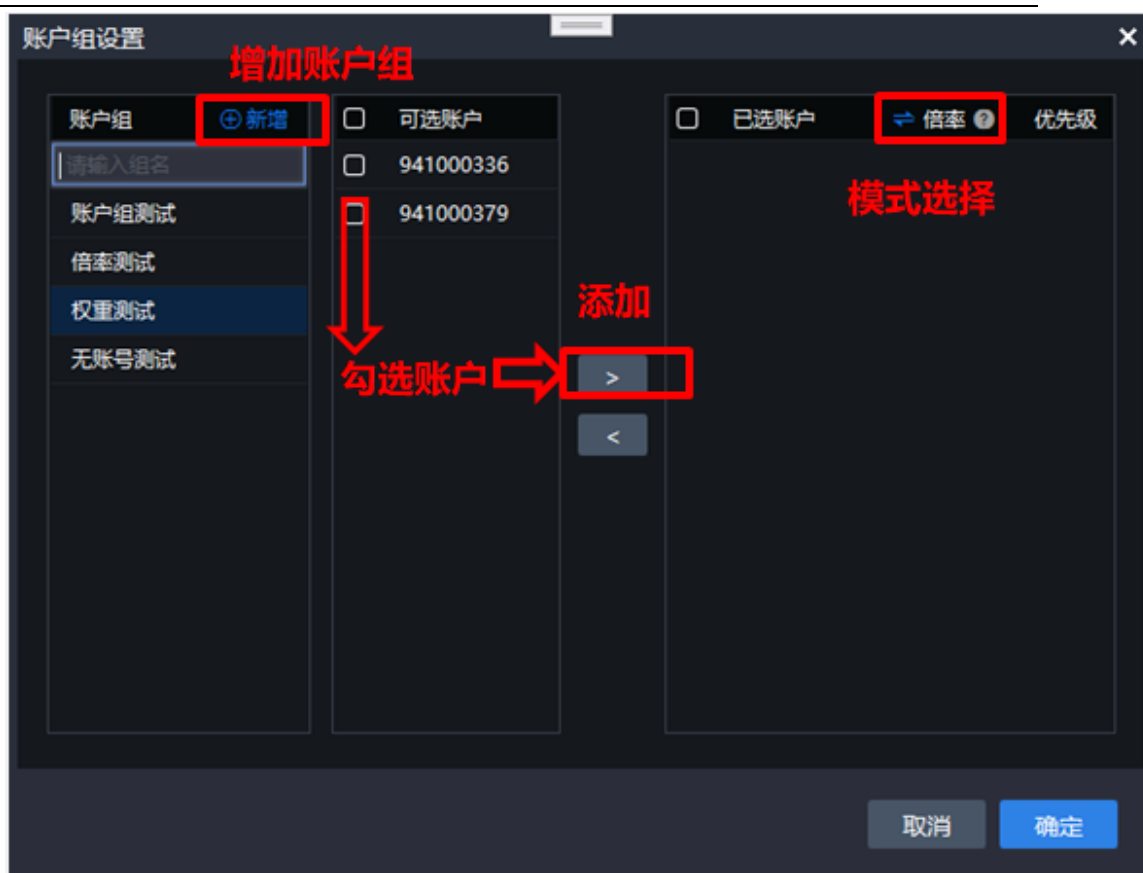 账户组设置
增加账户组
账户组 新增 可选账户 已选账户 倍率 优先级
请输入组名 941000336
账户组测试 941000379 模式选择
倍率测试
权重测试 添加
无账号测试 勾选账户 >
<
取消 确定